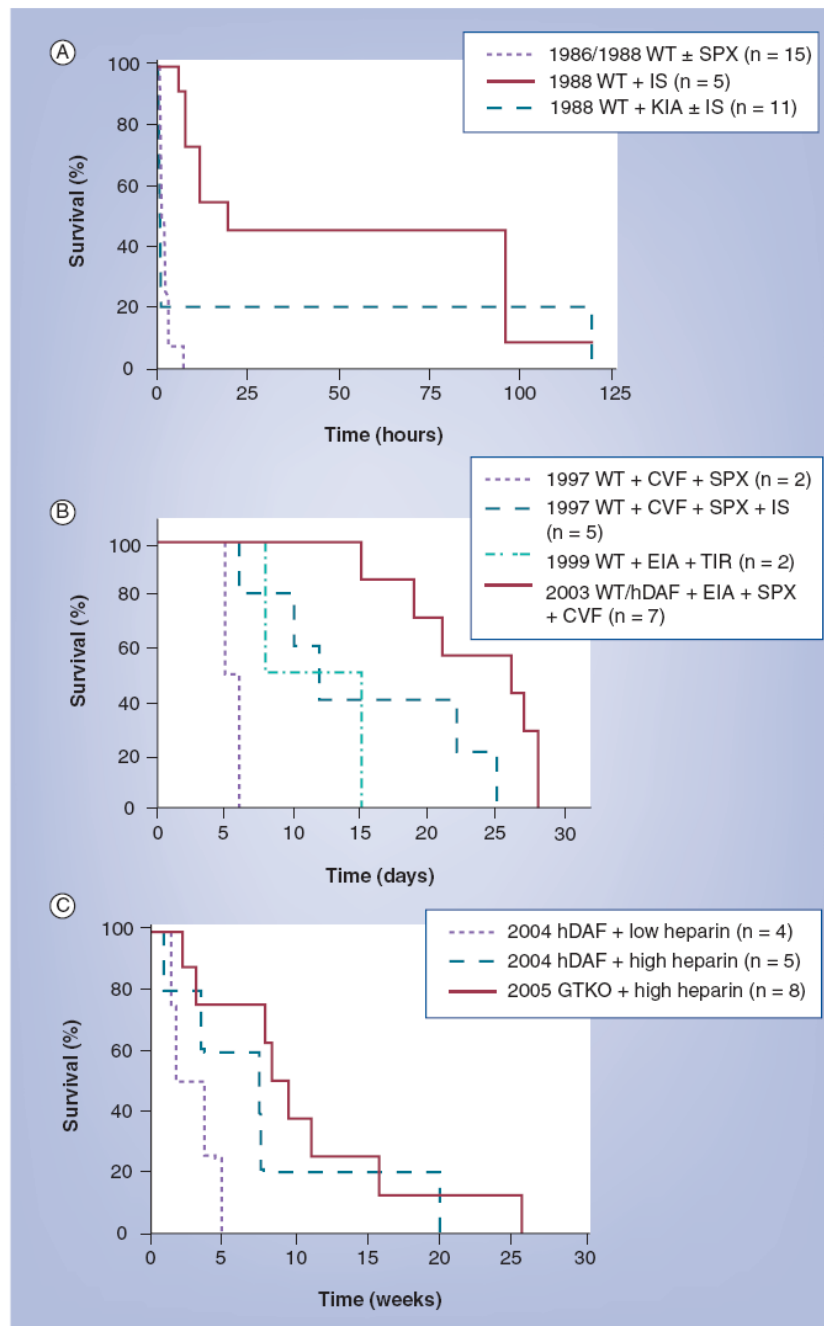 A
1986/1988 WT ± SPX (n = 15)
1988 WT + IS (n = 5)
1988 WT + KIA ± IS (n = 11)
Survival (%)
100
80
60
40
20
0
0 25 50 75 100 125
Time (hours)
B
1997 WT + CVF + SPX (n = 2)
1997 WT + CVF + SPX + IS
(n = 5)
1999 WT + EIA + TIR (n = 2)
2003 WT/hDAF + EIA + SPX
+ CVF (n = 7)
Survival (%)
100
80
60
40
20
0
0 5 10 15 20 25 30
Time (days)
C
2004 hDAF + low heparin (n = 4)
2004 hDAF + high heparin (n = 5)
2005 GTKO + high heparin (n = 8)
Survival (%)
100
80
60
40
20
0
0 5 10 15 20 25 30
Time (weeks)